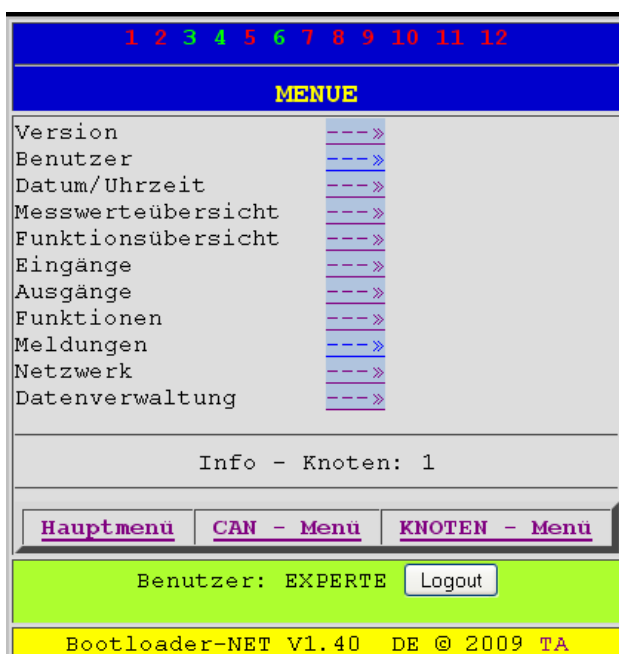 1 2 3 4 5 6 7 8 9 10 11 12
MENUE
Version ---»
Benutzer ---»
Datum/Uhrzeit ---»
Messwerteübersicht ---»
Funktionsübersicht ---»
Eingänge ---»
Ausgänge ---»
Funktionen ---»
Meldungen ---»
Netzwerk ---»
Datenverwaltung ---»
Info - Knoten: 1
Hauptmenü CAN - Menü KNOTEN - Menü
Benutzer: EXPERTE Logout
Bootloader-NET V1.40 DE © 2009 TA